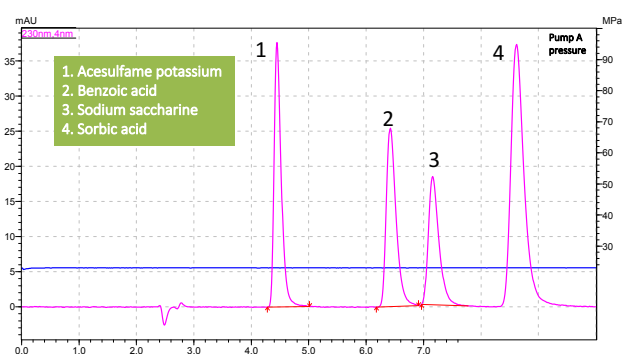 mAU
MPa
230nm,4nm
Pump A
pressure
1
2
3
4
1. Acesulfame potassium
2. Benzoic acid
3. Sodium saccharine
4. Sorbic acid
35
30
25
20
15
10
5
0
90
80
70
60
50
40
30
0.0 1.0 2.0 3.0 4.0 5.0 6.0 7.0